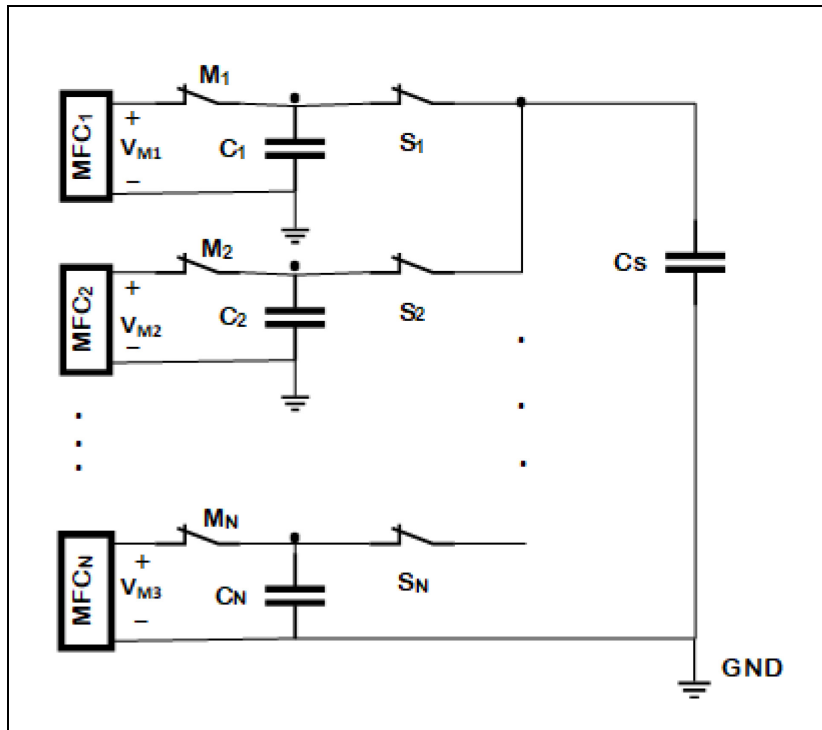 M1
MFC1
+
VM1
−
C1
S1
M2
MFC2
+
VM2
−
C2
S2
Cs
MN
MFCN
+
VM3
−
CN
SN
GND